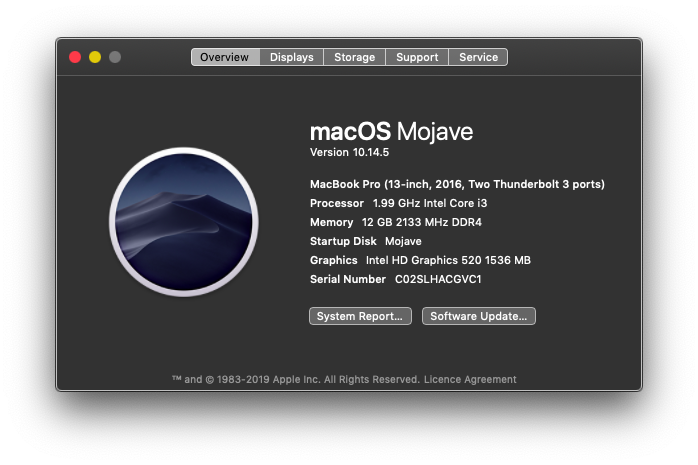 Overview Displays Storage Support Service
macOS Mojave
Version 10.14.5
MacBook Pro (13-inch, 2016, Two Thunderbolt 3 ports)
Processor 1.99 GHz Intel Core i3
Memory 12 GB 2133 MHz DDR4
Startup Disk Mojave
Graphics Intel HD Graphics 520 1536 MB
Serial Number C02SLHACGVC1
System Report... Software Update...
™ and © 1983-2019 Apple Inc. All Rights Reserved. Licence Agreement